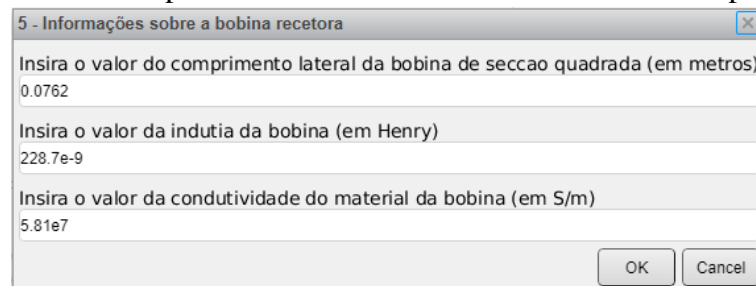 5 - Informações sobre a bobina recetora
Insira o valor do comprimento lateral da bobina de seccao quadrada (em metros)
0.0762
Insira o valor da indutia da bobina (em Henry)
228.7e-9
Insira o valor da condutividade do material da bobina (em S/m)
5.81e7
OK Cancel